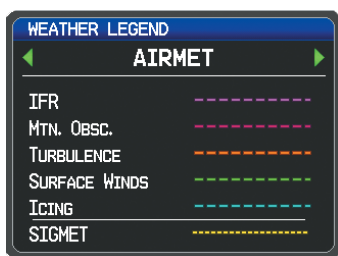 WEATHER LEGEND
AIRMET
IFR
MTN. OBSC.
TURBULENCE
SURFACE WINDS
ICING
SIGMET